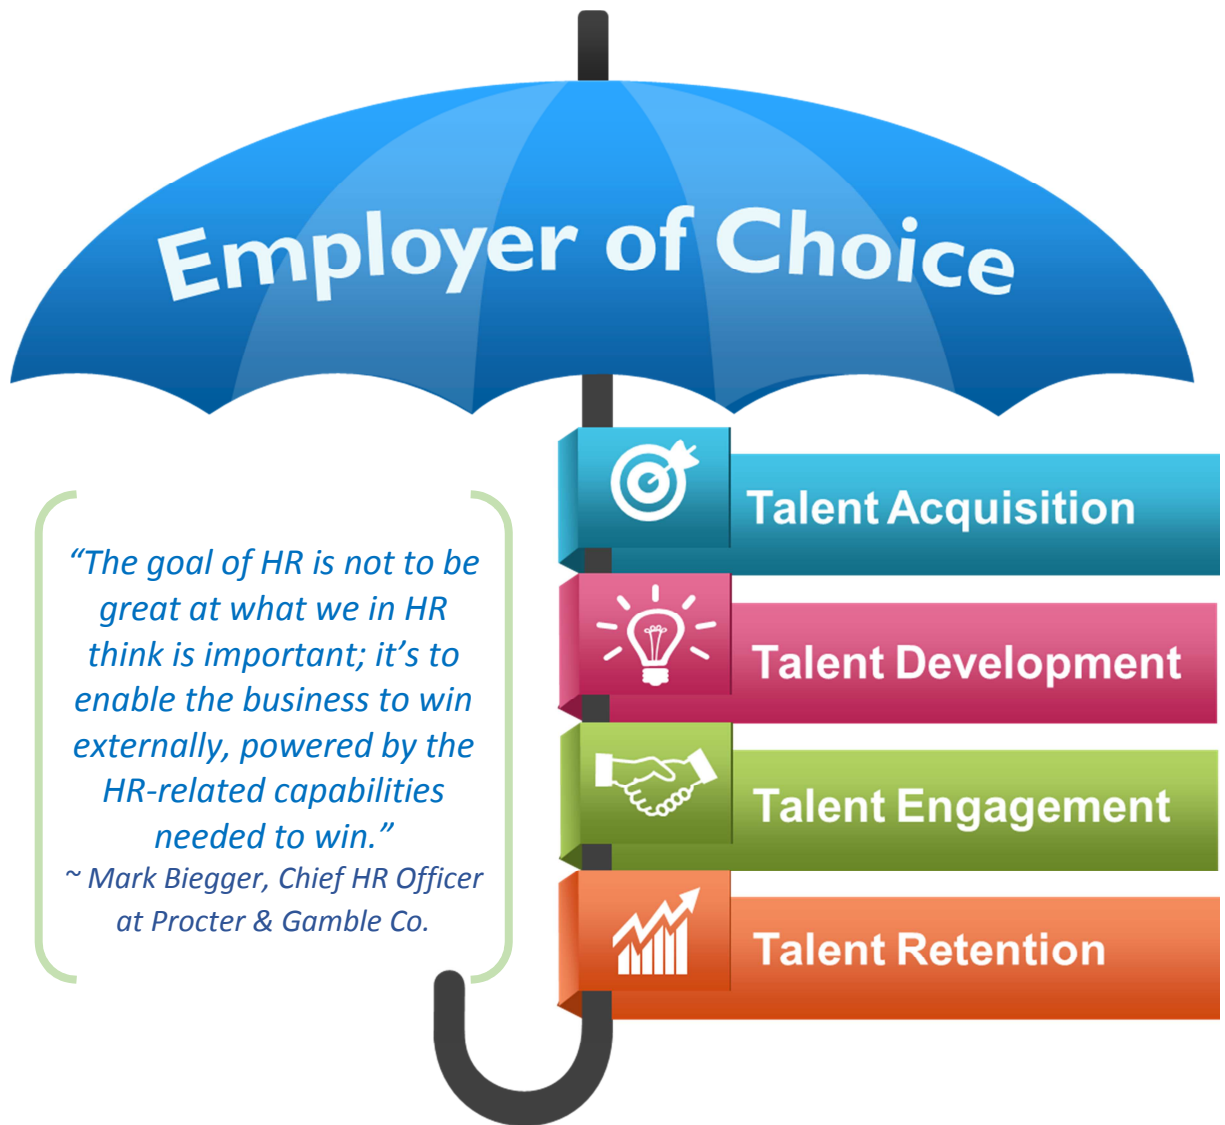 Employer of Choice
“The goal of HR is not to be
great at what we in HR
think is important; it’s to
enable the business to win
externally, powered by the
HR-related capabilities
needed to win.”
~ Mark Biegger, Chief HR Officer
at Procter & Gamble Co.
Talent Acquisition
Talent Development
Talent Engagement
Talent Retention